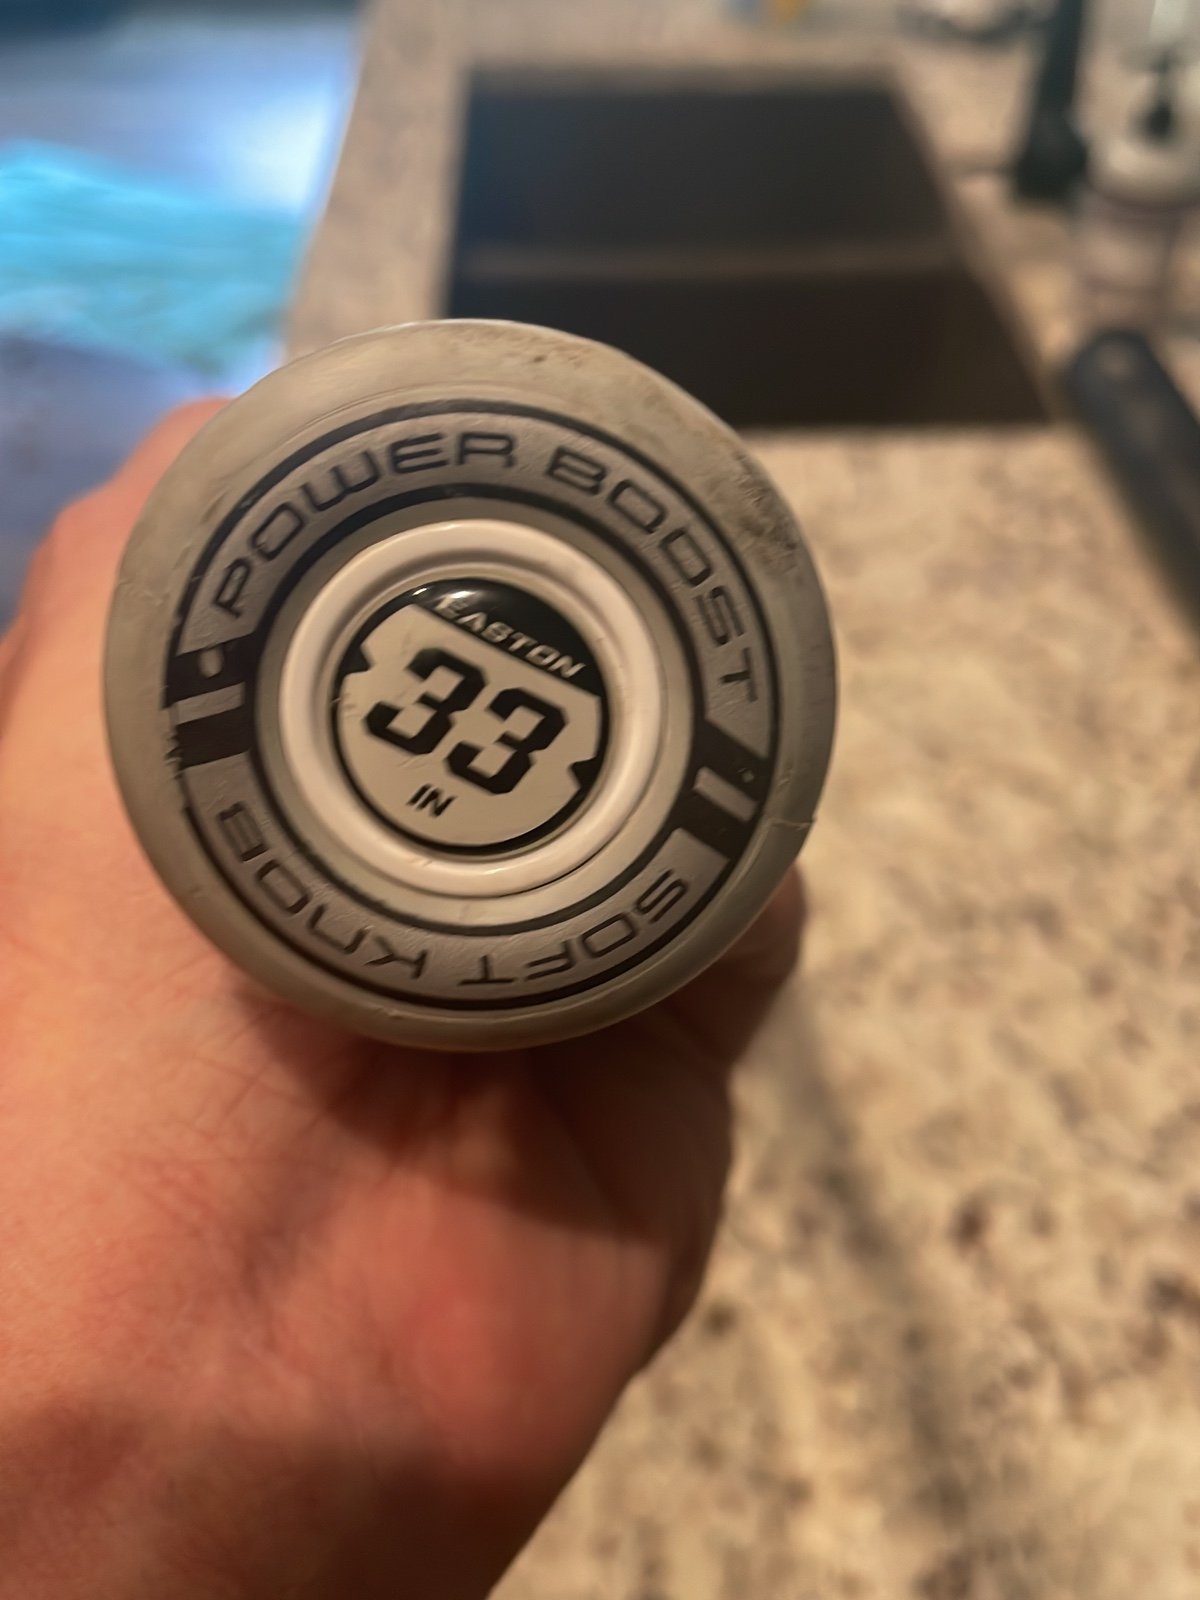 POWER BOOST
EASTON
33
IN
SOFT KNOB